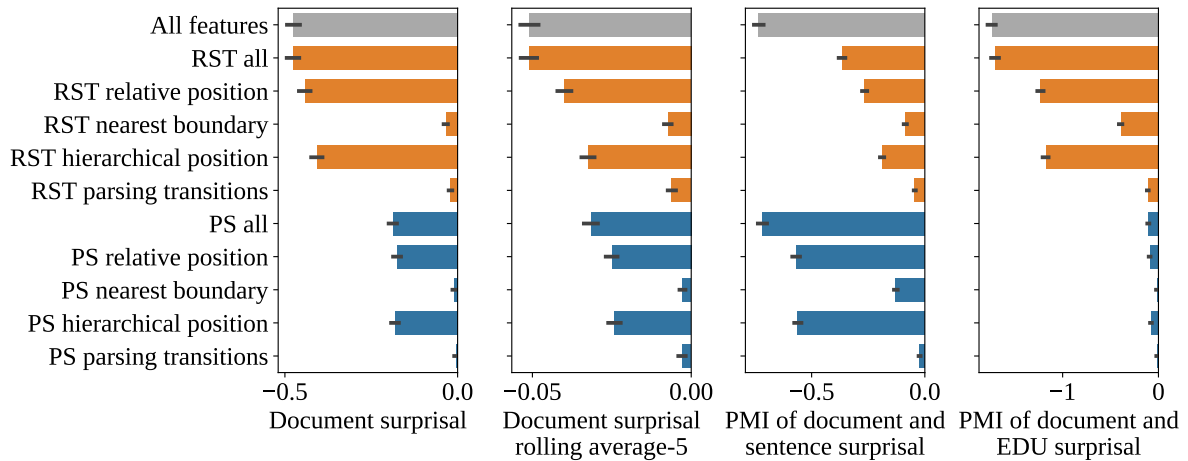 All features
RST all
RST relative position
RST nearest boundary
RST hierarchical position
RST parsing transitions
PS all
PS relative position
PS nearest boundary
PS hierarchical position
PS parsing transitions
−0.5 0.0
Document surprisal
−0.05 0.00
Document surprisal
rolling average-5
−0.5 0.0
PMI of document and
sentence surprisal
−1 0
PMI of document and
EDU surprisal